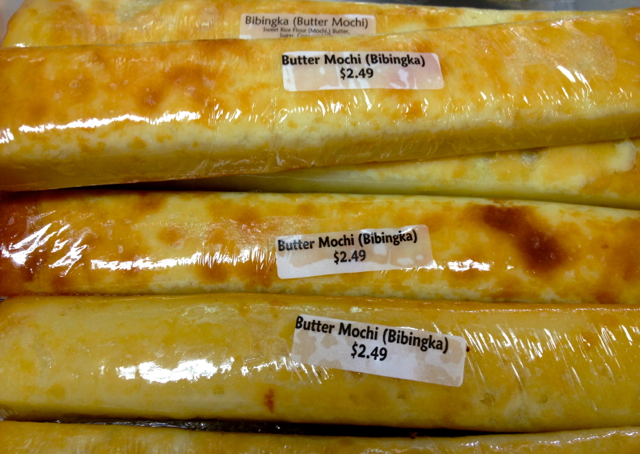 Bibingka (Butter Mochi)
Sweet Rice Flour (Mochi,) Butter,
Butter Mochi (Bibingka)
$2.49
Butter Mochi (Bibingka)
$2.49
Butter Mochi (Bibingka)
$2.49